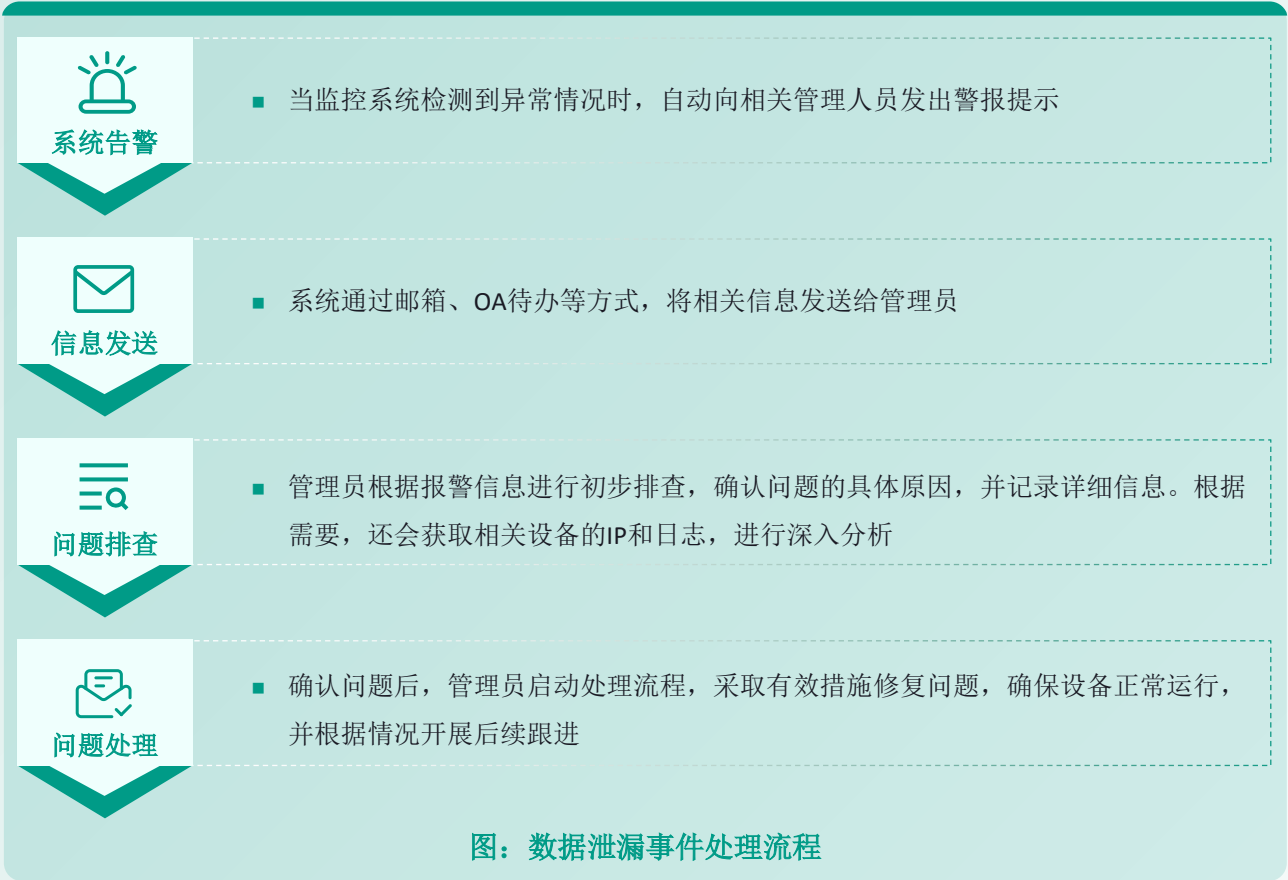 系统告警
■ 当监控系统检测到异常情况时，自动向相关管理人员发出警报提示
信息发送
■ 系统通过邮箱、OA待办等方式，将相关信息发送给管理员
问题排查
■ 管理员根据报警信息进行初步排查，确认问题的具体原因，并记录详细信息。根据
需要，还会获取相关设备的IP和日志，进行深入分析
问题处理
■ 确认问题后，管理员启动处理流程，采取有效措施修复问题，确保设备正常运行，
并根据情况开展后续跟进
图：数据泄漏事件处理流程